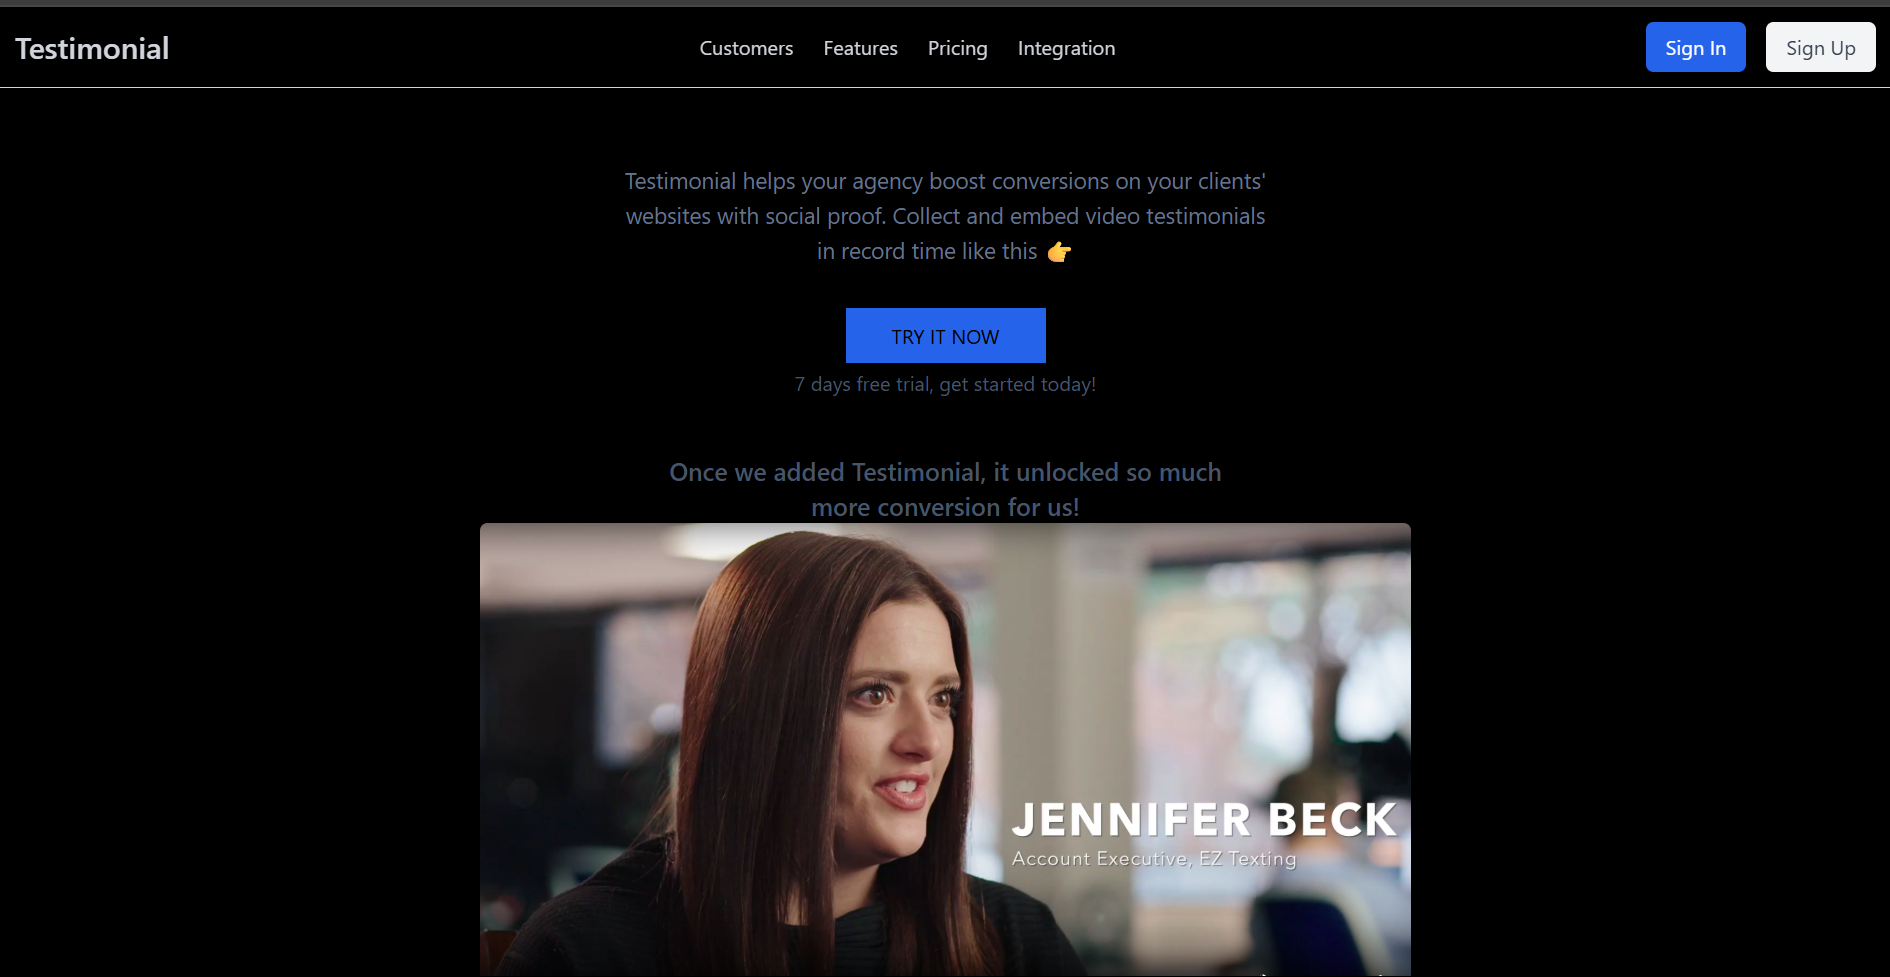 Testimonial
Customers Features Pricing Integration
Sign In Sign Up
Testimonial helps your agency boost conversions on your clients'
websites with social proof. Collect and embed video testimonials
in record time like this 👉
TRY IT NOW
7 days free trial, get started today!
Once we added Testimonial, it unlocked so much
more conversion for us!
JENNIFER BECK
Account Executive, EZ Texting